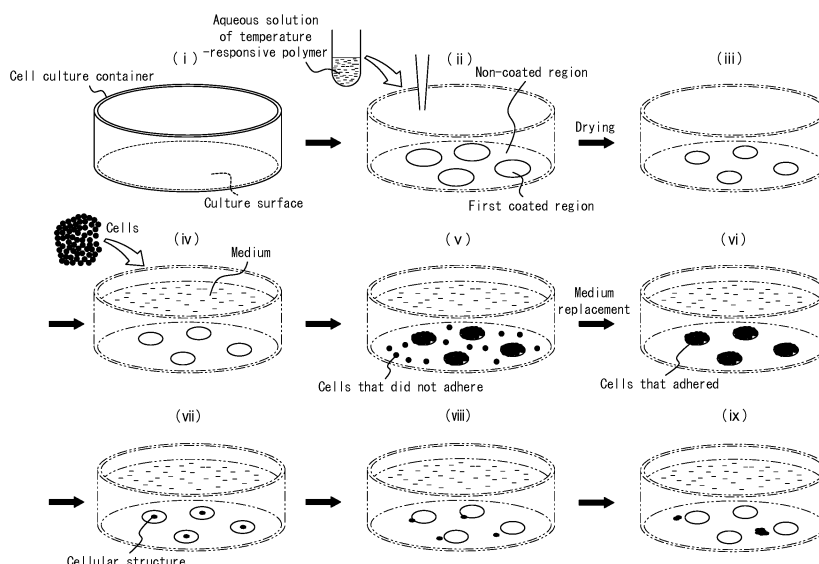 Aqueous solution
of temperature
-responsive polymer
(i)
(ii)
(iii)
Cell culture container
Non-coated region
Drying
Culture surface
First coated region
Cells
(iv)
(v)
(vi)
Medium
Medium
replacement
Cells that did not adhere
Cells that adhered
(vii)
(viii)
(ix)
Cellular structure